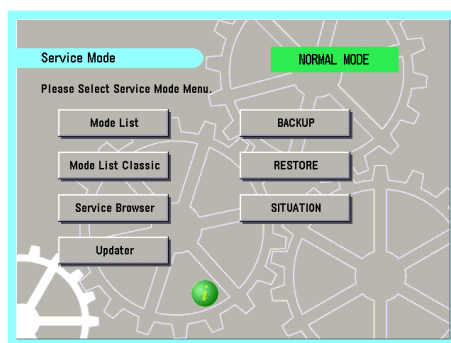 Service Mode
NORMAL MODE
Please Select Service Mode Menu.
Mode List
BACKUP
Mode List Classic
RESTORE
Service Browser
SITUATION
Updater
i